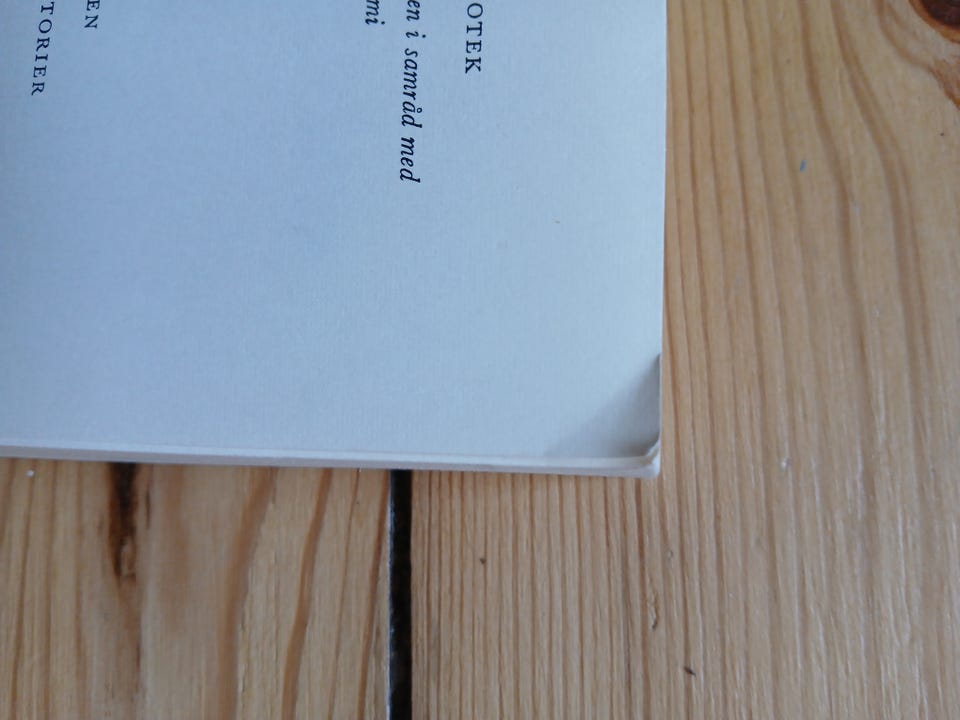 OTEK
en i samråd med
mi
EN
TORIER